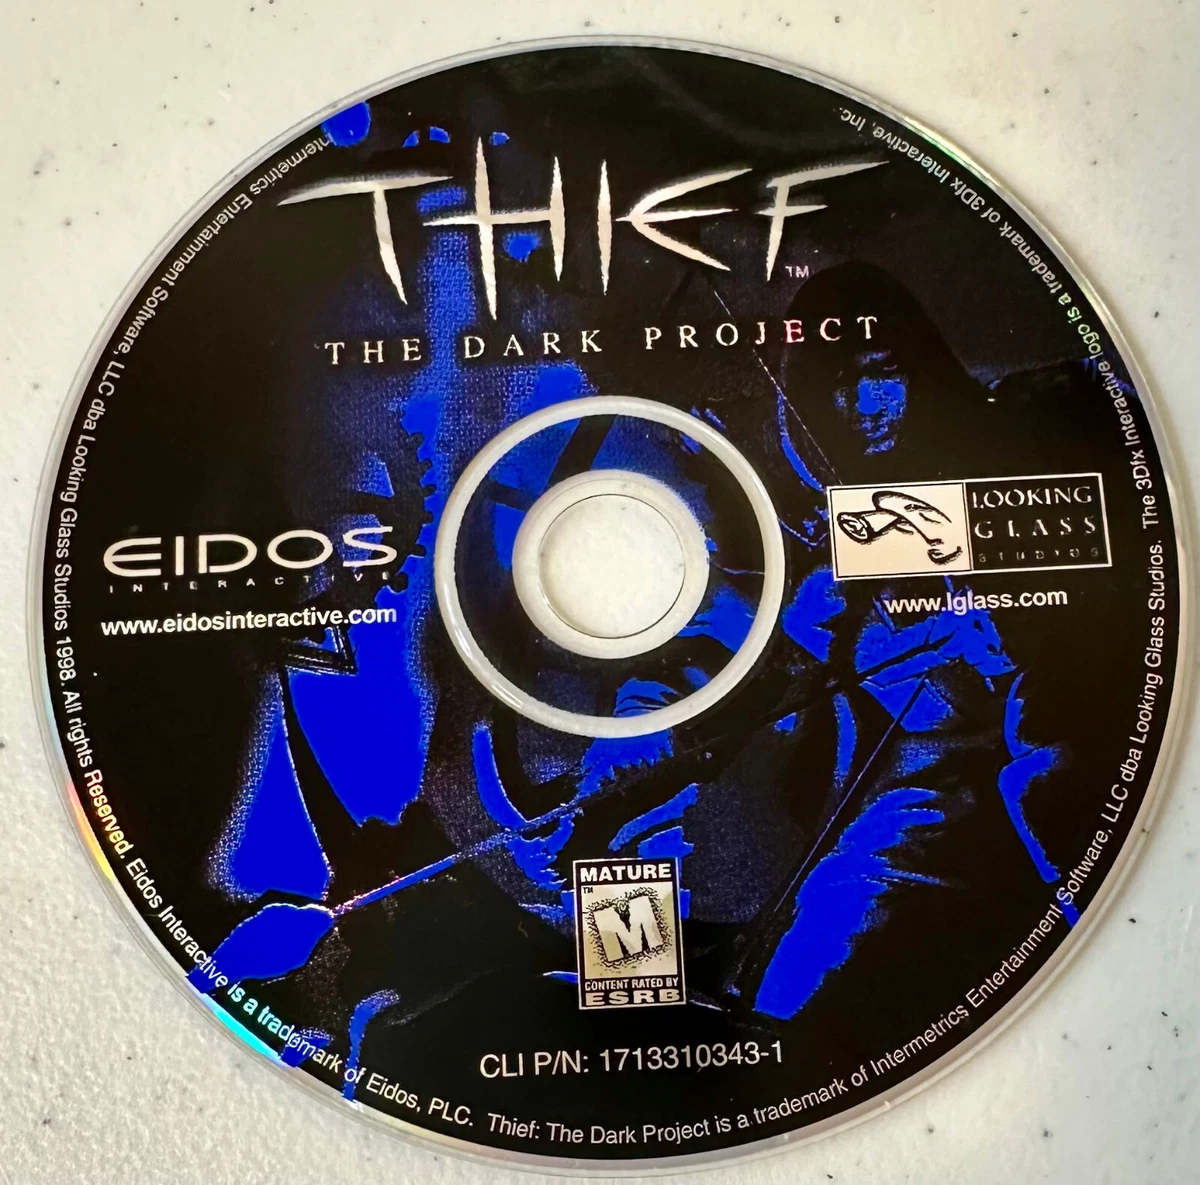 THIEF™
THE DARK PROJECT
EIDOS
INTERACTIVE
www.eidosinteractive.com
LOOKING
GLASS
STUDIOS
www.lglass.com
MATURE
™
M
CONTENT RATED BY
ESRB
CLI P/N: 1713310343-1
Intermetrics Entertainment Software, LLC dba Looking Glass Studios 1998. All rights Reserved. Eidos Interactive is a trademark of Eidos, PLC. Thief: The Dark Project is a trademark of Intermetrics Entertainment Software, LLC dba Looking Glass Studios. The 3Dfx Interactive logo is a trademark of 3Dfx Interactive, Inc.